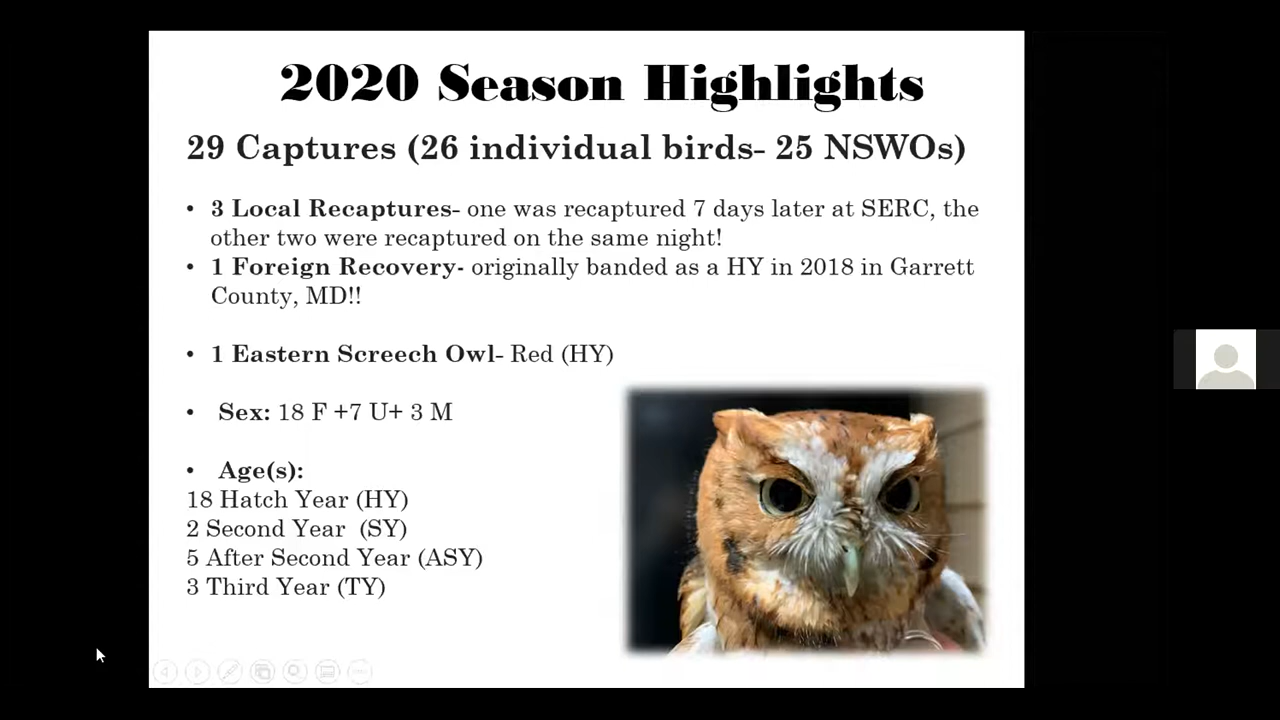 2020 Season Highlights
29 Captures (26 individual birds- 25 NSWOs)
• 3 Local Recaptures- one was recaptured 7 days later at SERC, the
other two were recaptured on the same night!
• 1 Foreign Recovery- originally banded as a HY in 2018 in Garrett
County, MD!!
• 1 Eastern Screech Owl- Red (HY)
• Sex: 18 F +7 U+ 3 M
• Age(s):
18 Hatch Year (HY)
2 Second Year (SY)
5 After Second Year (ASY)
3 Third Year (TY)